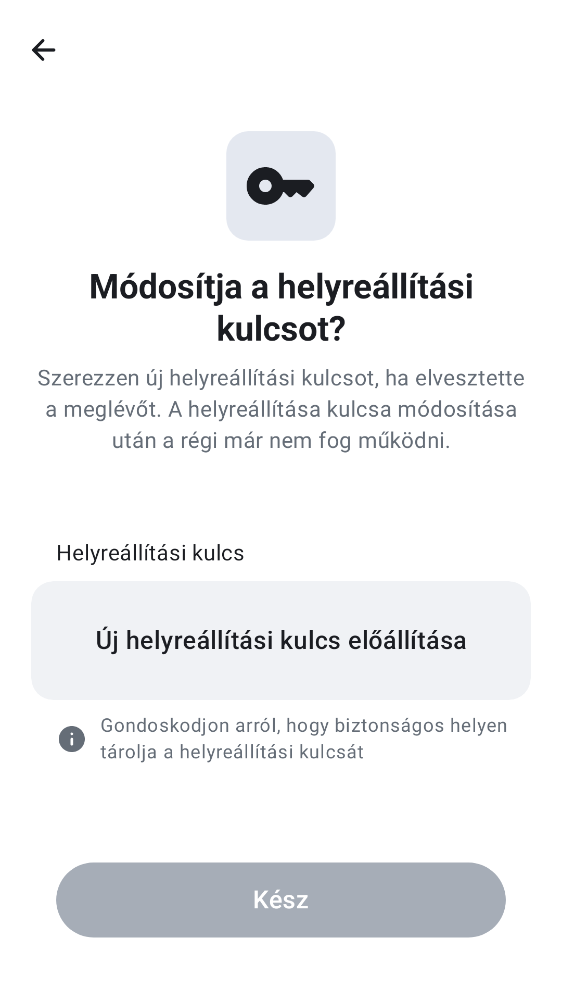 Módosítja a helyreállítási
kulcsot?
Szerezzen új helyreállítási kulcsot, ha elvesztette
a meglévőt. A helyreállítása kulcsa módosítása
után a régi már nem fog működni.
Helyreállítási kulcs
Új helyreállítási kulcs előállítása
Gondoskodjon arról, hogy biztonságos helyen
tárolja a helyreállítási kulcsát
Kész